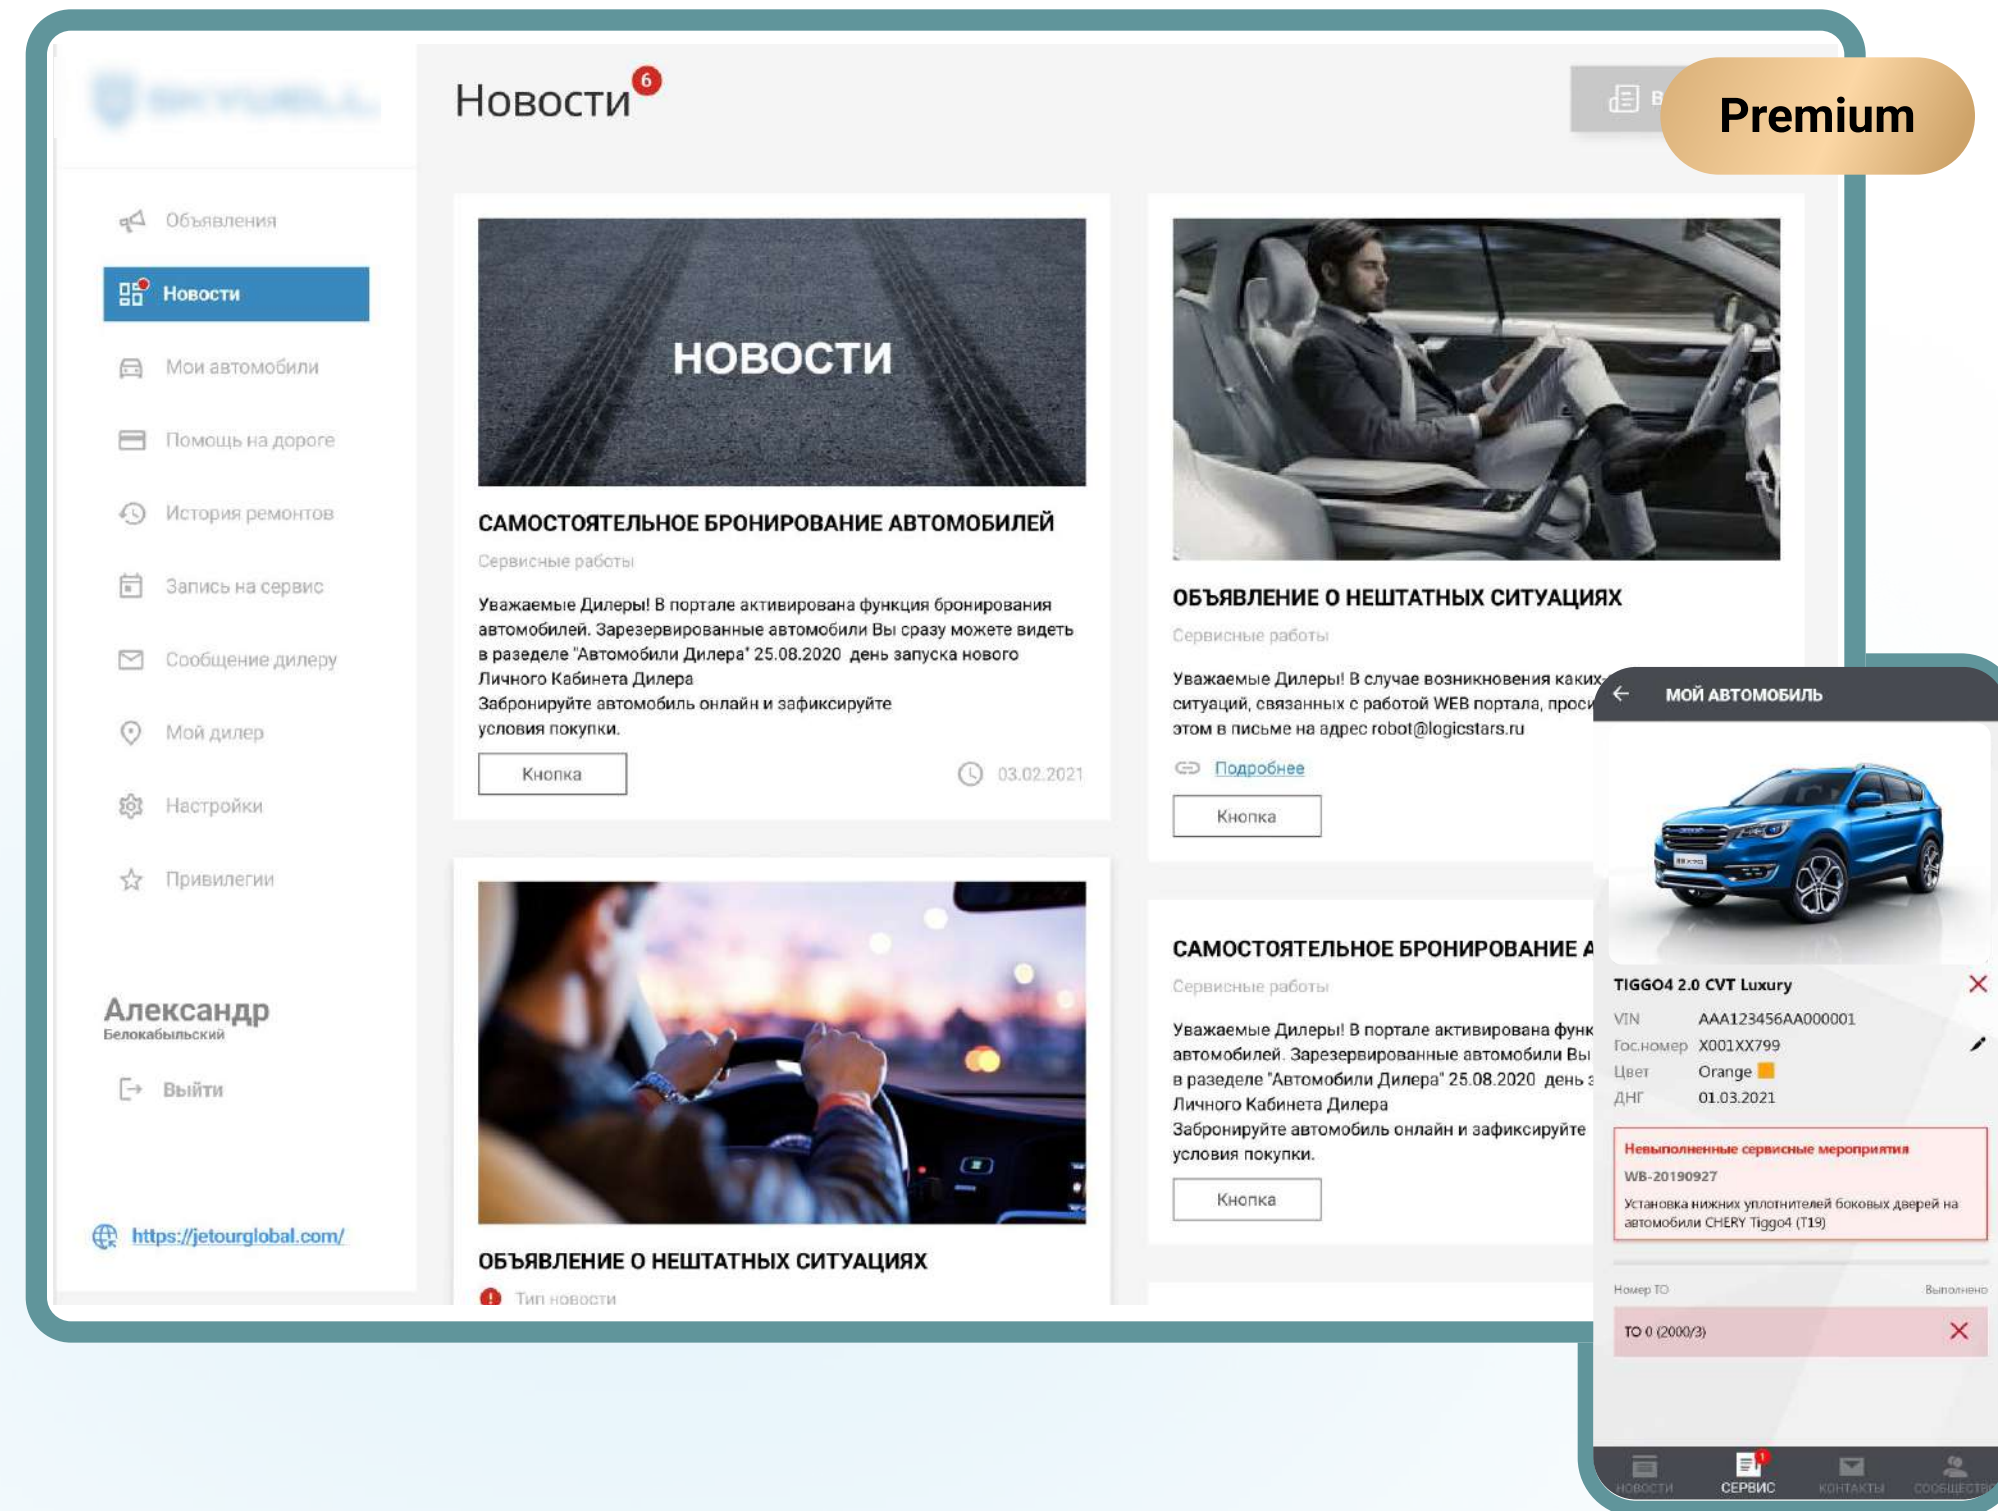 SKYWELL
Новости 6
Premium
Объявления
Новости
Мои автомобили
Помощь на дороге
История ремонтов
Запись на сервис
Сообщение дилеру
Мой дилер
Настройки
Привилегии
Александр
Белокабыльский
Выйти
https://jetourglobal.com/
НОВОСТИ
САМОСТОЯТЕЛЬНОЕ БРОНИРОВАНИЕ АВТОМОБИЛЕЙ
Сервисные работы
Уважаемые Дилеры! В портале активирована функция бронирования
автомобилей. Зарезервированные автомобили Вы сразу можете видеть
в разеделе "Автомобили Дилера" 25.08.2020 день запуска нового
Личного Кабинета Дилера
Забронируйте автомобиль онлайн и зафиксируйте
условия покупки.
Кнопка
03.02.2021
ОБЪЯВЛЕНИЕ О НЕШТАТНЫХ СИТУАЦИЯХ
Тип новости
ОБЪЯВЛЕНИЕ О НЕШТАТНЫХ СИТУАЦИЯХ
Сервисные работы
Уважаемые Дилеры! В случае возникновения каких-
ситуаций, связанных с работой WEB портала, проси
этом в письме на адрес robot@logicstars.ru
Подробнее
Кнопка
САМОСТОЯТЕЛЬНОЕ БРОНИРОВАНИЕ А
Сервисные работы
Уважаемые Дилеры! В портале активирована функ
автомобилей. Зарезервированные автомобили Вы
в разеделе "Автомобили Дилера" 25.08.2020 день з
Личного Кабинета Дилера
Забронируйте автомобиль онлайн и зафиксируйте
условия покупки.
Кнопка
МОЙ АВТОМОБИЛЬ
TIGGO4 2.0 CVT Luxury
VIN AAA123456AA000001
Гос.номер X001XX799
Цвет Orange
ДНГ 01.03.2021
Невыполненные сервисные мероприятия
WB-20190927
Установка нижних уплотнителей боковых дверей на
автомобили CHERY Tiggo4 (T19)
Номер ТО Выполнено
ТО 0 (2000/3)
1
НОВОСТИ СЕРВИС КОНТАКТЫ СООБЩЕСТВ